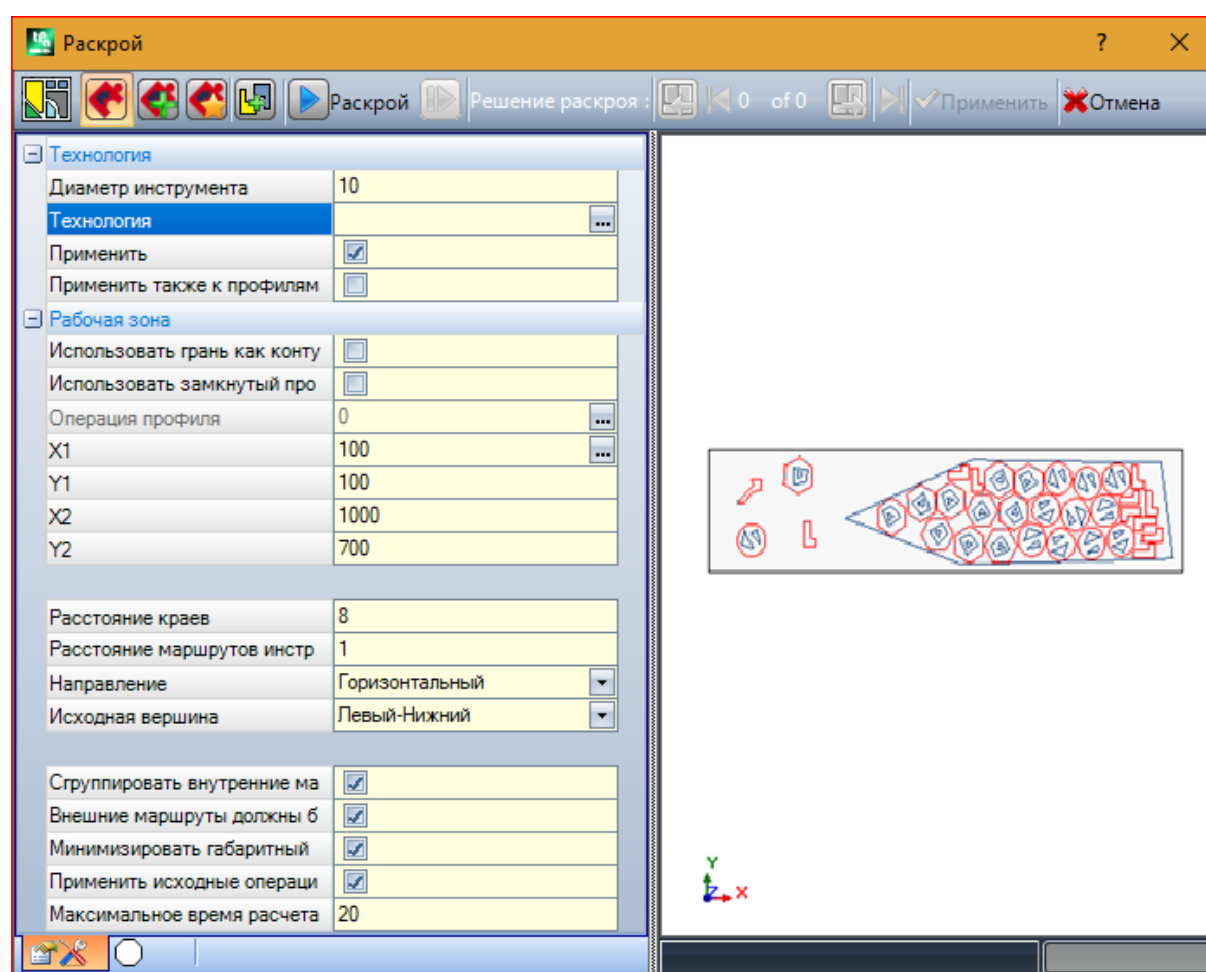 Раскрой ?
Раскрой Решение раскроя : 0 of 0 Применить Отмена
Технология
Диаметр инструмента 10
Технология ...
Применить
Применить также к профилям
Рабочая зона
Использовать грань как конту
Использовать замкнутый про
Операция профиля 0 ...
X1 100 ...
Y1 100
X2 1000
Y2 700
Расстояние краев 8
Расстояние маршрутов инстр 1
Направление Горизонтальный
Исходная вершина Левый-Нижний
Сгруппировать внутренние ма
Внешние маршруты должны б
Минимизировать габаритный
Применить исходные операци
Максимальное время расчета 20
Y
Z X